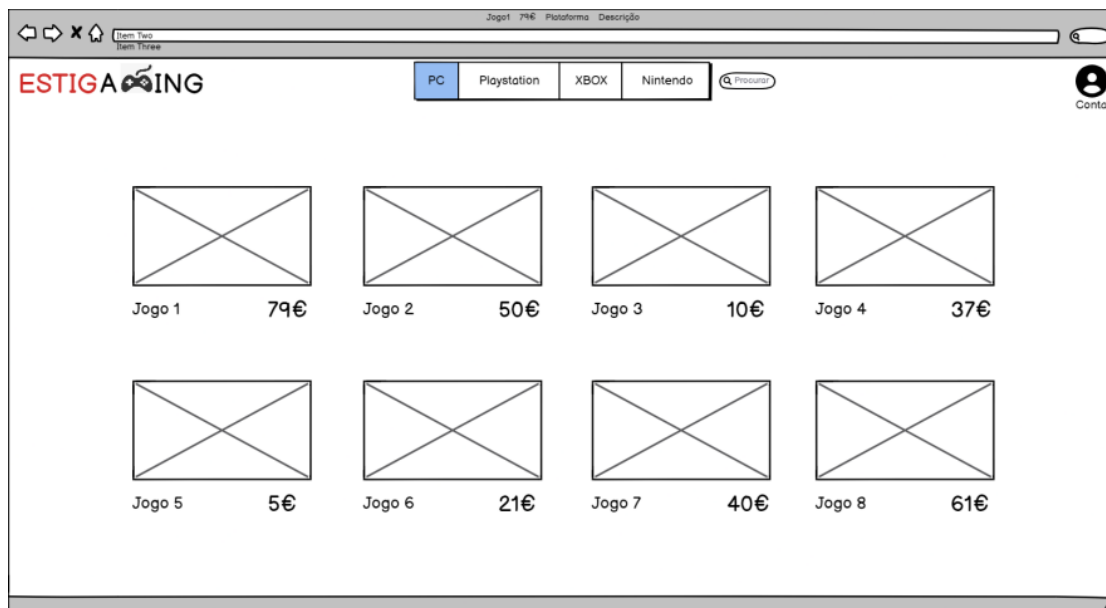 Jogo1 79€ Plataforma Descrição
Item Two
Item Three
ESTIGAMING
PC Playstation XBOX Nintendo Procurar
Conta
Jogo 1 79€ Jogo 2 50€ Jogo 3 10€ Jogo 4 37€
Jogo 5 5€ Jogo 6 21€ Jogo 7 40€ Jogo 8 61€